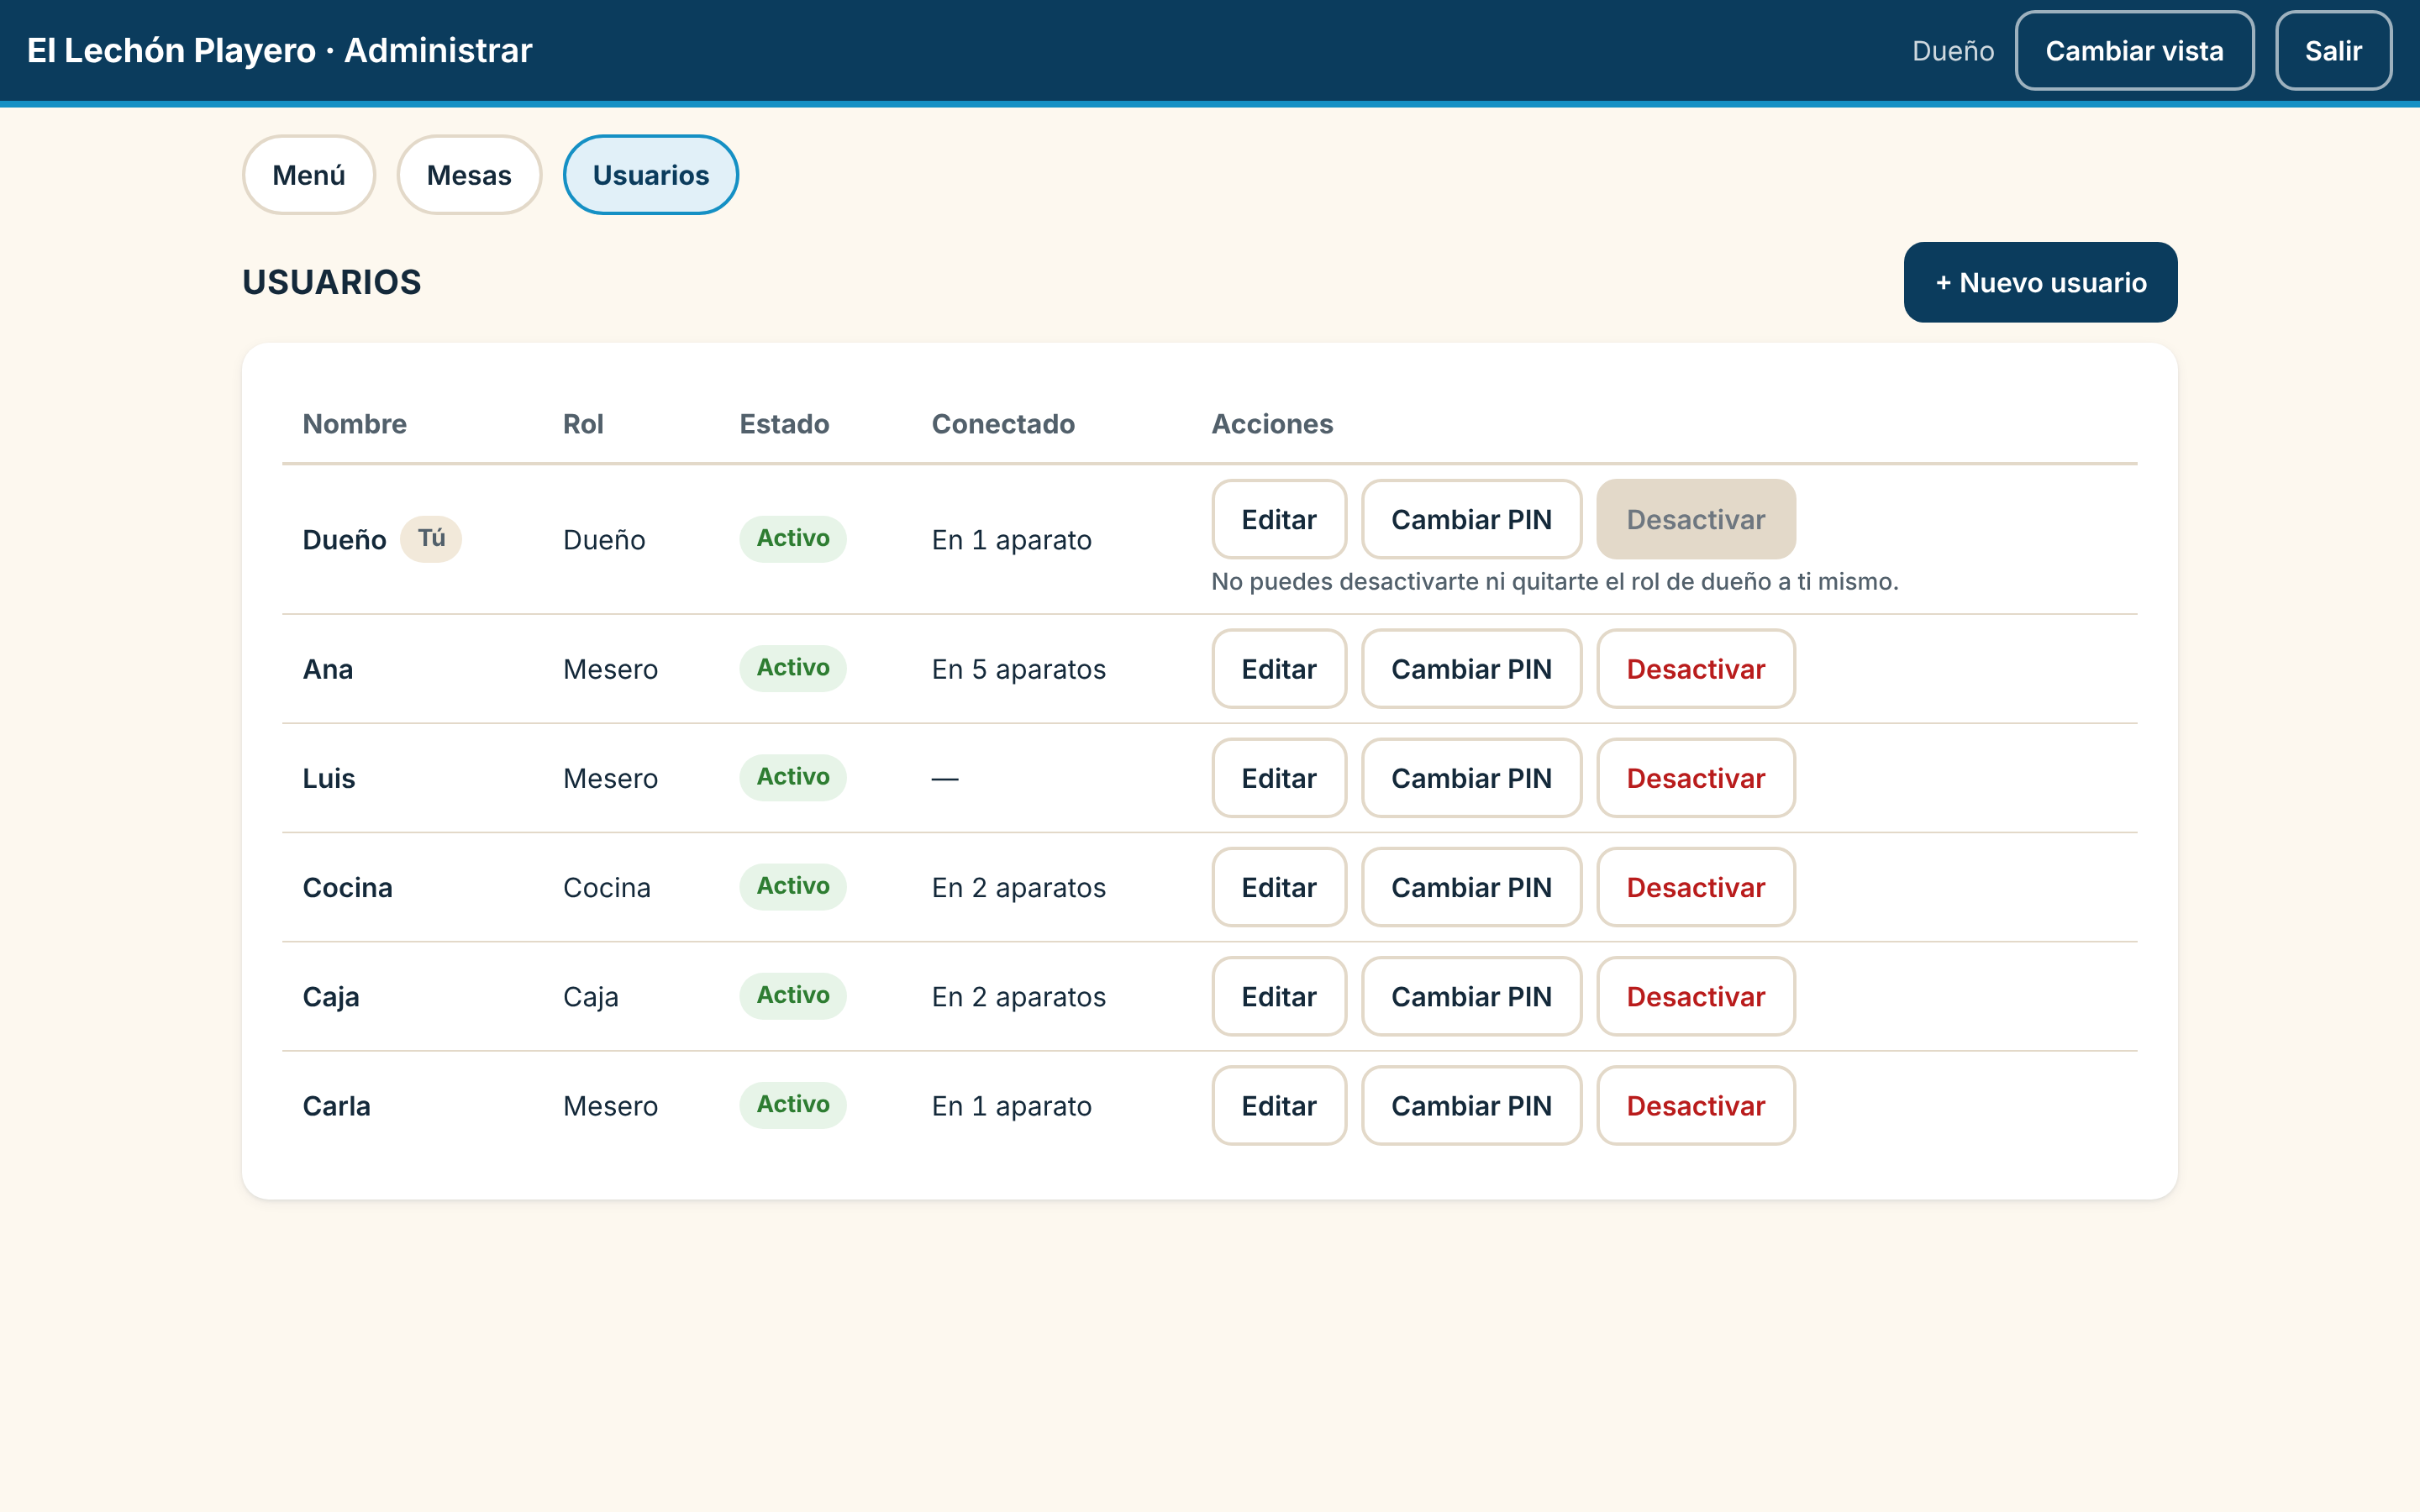 El Lechón Playero · Administrar
Dueño Cambiar vista Salir
Menú Mesas Usuarios
USUARIOS
+ Nuevo usuario
Nombre Rol Estado Conectado Acciones
Dueño Tú Dueño Activo En 1 aparato Editar Cambiar PIN Desactivar
No puedes desactivarte ni quitarte el rol de dueño a ti mismo.
Ana Mesero Activo En 5 aparatos Editar Cambiar PIN Desactivar
Luis Mesero Activo — Editar Cambiar PIN Desactivar
Cocina Cocina Activo En 2 aparatos Editar Cambiar PIN Desactivar
Caja Caja Activo En 2 aparatos Editar Cambiar PIN Desactivar
Carla Mesero Activo En 1 aparato Editar Cambiar PIN Desactivar